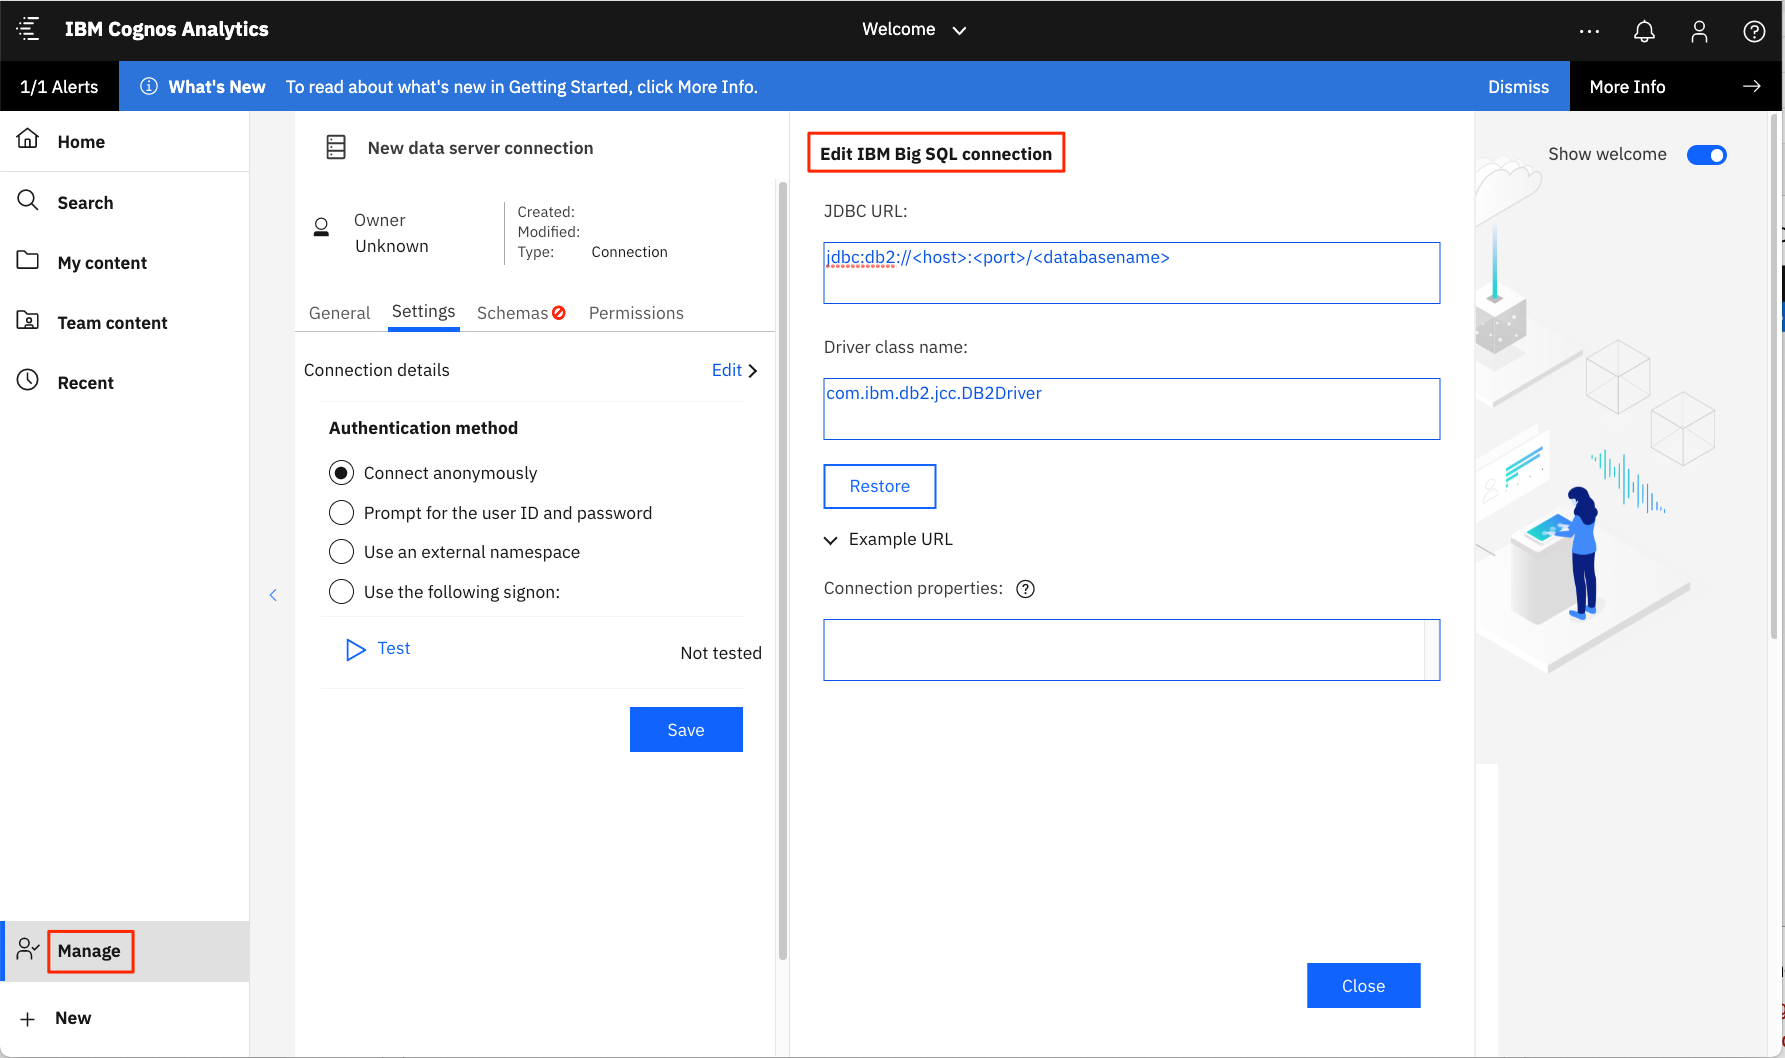 IBM Cognos Analytics
Welcome
1/1 Alerts
What's New To read about what's new in Getting Started, click More Info.
Dismiss
More Info
Home
Search
My content
Team content
Recent
Manage
New
New data server connection
Owner
Unknown
Created:
Modified:
Type: Connection
General Settings Schemas Permissions
Connection details Edit
Authentication method
Connect anonymously
Prompt for the user ID and password
Use an external namespace
Use the following signon:
Test Not tested
Save
Edit IBM Big SQL connection
JDBC URL:
jdbc:db2://<host>:<port>/<databasename>
Driver class name:
com.ibm.db2.jcc.DB2Driver
Restore
Example URL
Connection properties:
Close
Show welcome